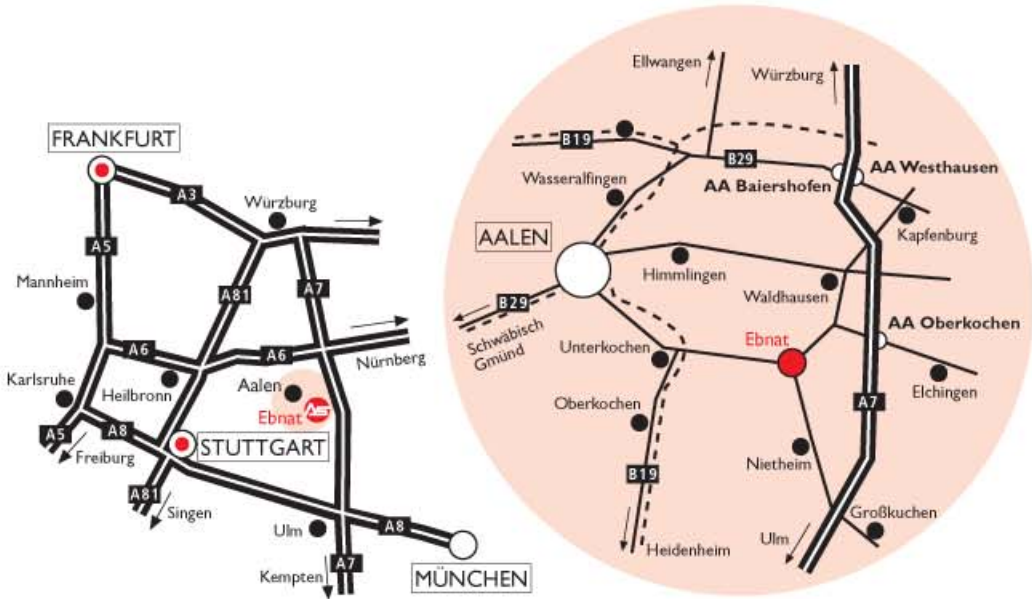 FRANKFURT
A3
Würzburg
A5
Mannheim
A81
A7
A6
A6
Nürnberg
Karlsruhe
Heilbronn
Aalen
Ebnat
AS
A5
A8
STUTTGART
Freiburg
A81
Singen
Ulm
A8
Kempten
A7
MÜNCHEN
Ellwangen
Würzburg
B19
B29
AA Westhausen
Wasseralfingen
AA Baiershofen
AALEN
Kapfenburg
Himmlingen
Waldhausen
B29
Schwäbisch
Gmünd
AA Oberkochen
Unterkochen
Ebnat
Elchingen
Oberkochen
A7
B19
Nietheim
Großkuchen
Heidenheim
Ulm